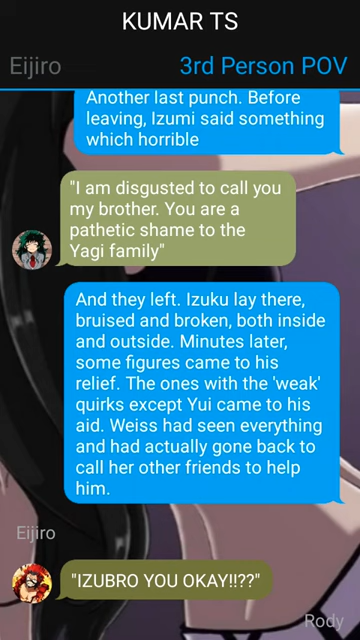 KUMAR TS
Eijiro
3rd Person POV
Another last punch. Before
leaving, Izumi said something
which horrible
"I am disgusted to call you
my brother. You are a
pathetic shame to the
Yagi family"
And they left. Izuku lay there,
bruised and broken, both inside
and outside. Minutes later,
some figures came to his
relief. The ones with the 'weak'
quirks except Yui came to his
aid. Weiss had seen everything
and had actually gone back to
call her other friends to help
him.
Eijiro
"IZUBRO YOU OKAY!!??"
Rody